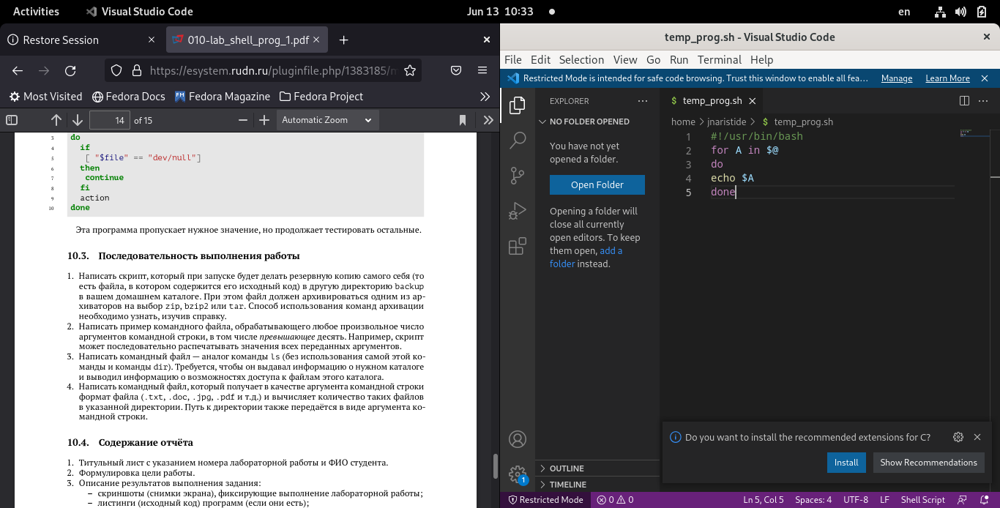 Activities
Visual Studio Code
Jun 13 10:33
en
Restore Session
010-lab_shell_prog_1.pdf
https://esystem.rudn.ru/pluginfile.php/1383185/m
Most Visited
Fedora Docs
Fedora Magazine
Fedora Project
14 of 15
Automatic Zoom
3 do
4 if
5 [ "$file" == "dev/null"]
6 then
7 continue
8 fi
9 action
10 done
Эта программа пропускает нужное значение, но продолжает тестировать остальные.
10.3. Последовательность выполнения работы
1. Написать скрипт, который при запуске будет делать резервную копию самого себя (то
есть файла, в котором содержится его исходный код) в другую директорию backup
в вашем домашнем каталоге. При этом файл должен архивироваться одним из ар-
хиваторов на выбор zip, bzip2 или tar. Способ использования команд архивации
необходимо узнать, изучив справку.
2. Написать пример командного файла, обрабатывающего любое произвольное число
аргументов командной строки, в том числе превышающее десять. Например, скрипт
может последовательно распечатывать значения всех переданных аргументов.
3. Написать командный файл — аналог команды ls (без использования самой этой ко-
манды и команды dir). Требуется, чтобы он выдавал информацию о нужном каталоге
и выводил информацию о возможностях доступа к файлам этого каталога.
4. Написать командный файл, который получает в качестве аргумента командной строки
формат файла (.txt, .doc, .jpg, .pdf и т.д.) и вычисляет количество таких файлов
в указанной директории. Путь к директории также передаётся в виде аргумента ко-
мандной строки.
10.4. Содержание отчёта
1. Титульный лист с указанием номера лабораторной работы и ФИО студента.
2. Формулировка цели работы.
3. Описание результатов выполнения задания:
– скриншоты (снимки экрана), фиксирующие выполнение лабораторной работы;
– листинги (исходный код) программ (если они есть);
temp_prog.sh - Visual Studio Code
File Edit Selection View Go Run Terminal Help
Restricted Mode is intended for safe code browsing. Trust this window to enable all fea...
Manage
Learn More
EXPLORER
NO FOLDER OPENED
You have not yet
opened a folder.
Open Folder
Opening a folder will
close all currently
open editors. To keep
them open, add a
folder instead.
OUTLINE
TIMELINE
$ temp_prog.sh
home > jnaristide > $ temp_prog.sh
1 #!/usr/bin/bash
2 for A in $@
3 do
4 echo $A
5 done
Do you want to install the recommended extensions for C?
Install
Show Recommendations
1
Restricted Mode
0 0
Ln 5, Col 5
Spaces: 4
UTF-8
LF
Shell Script